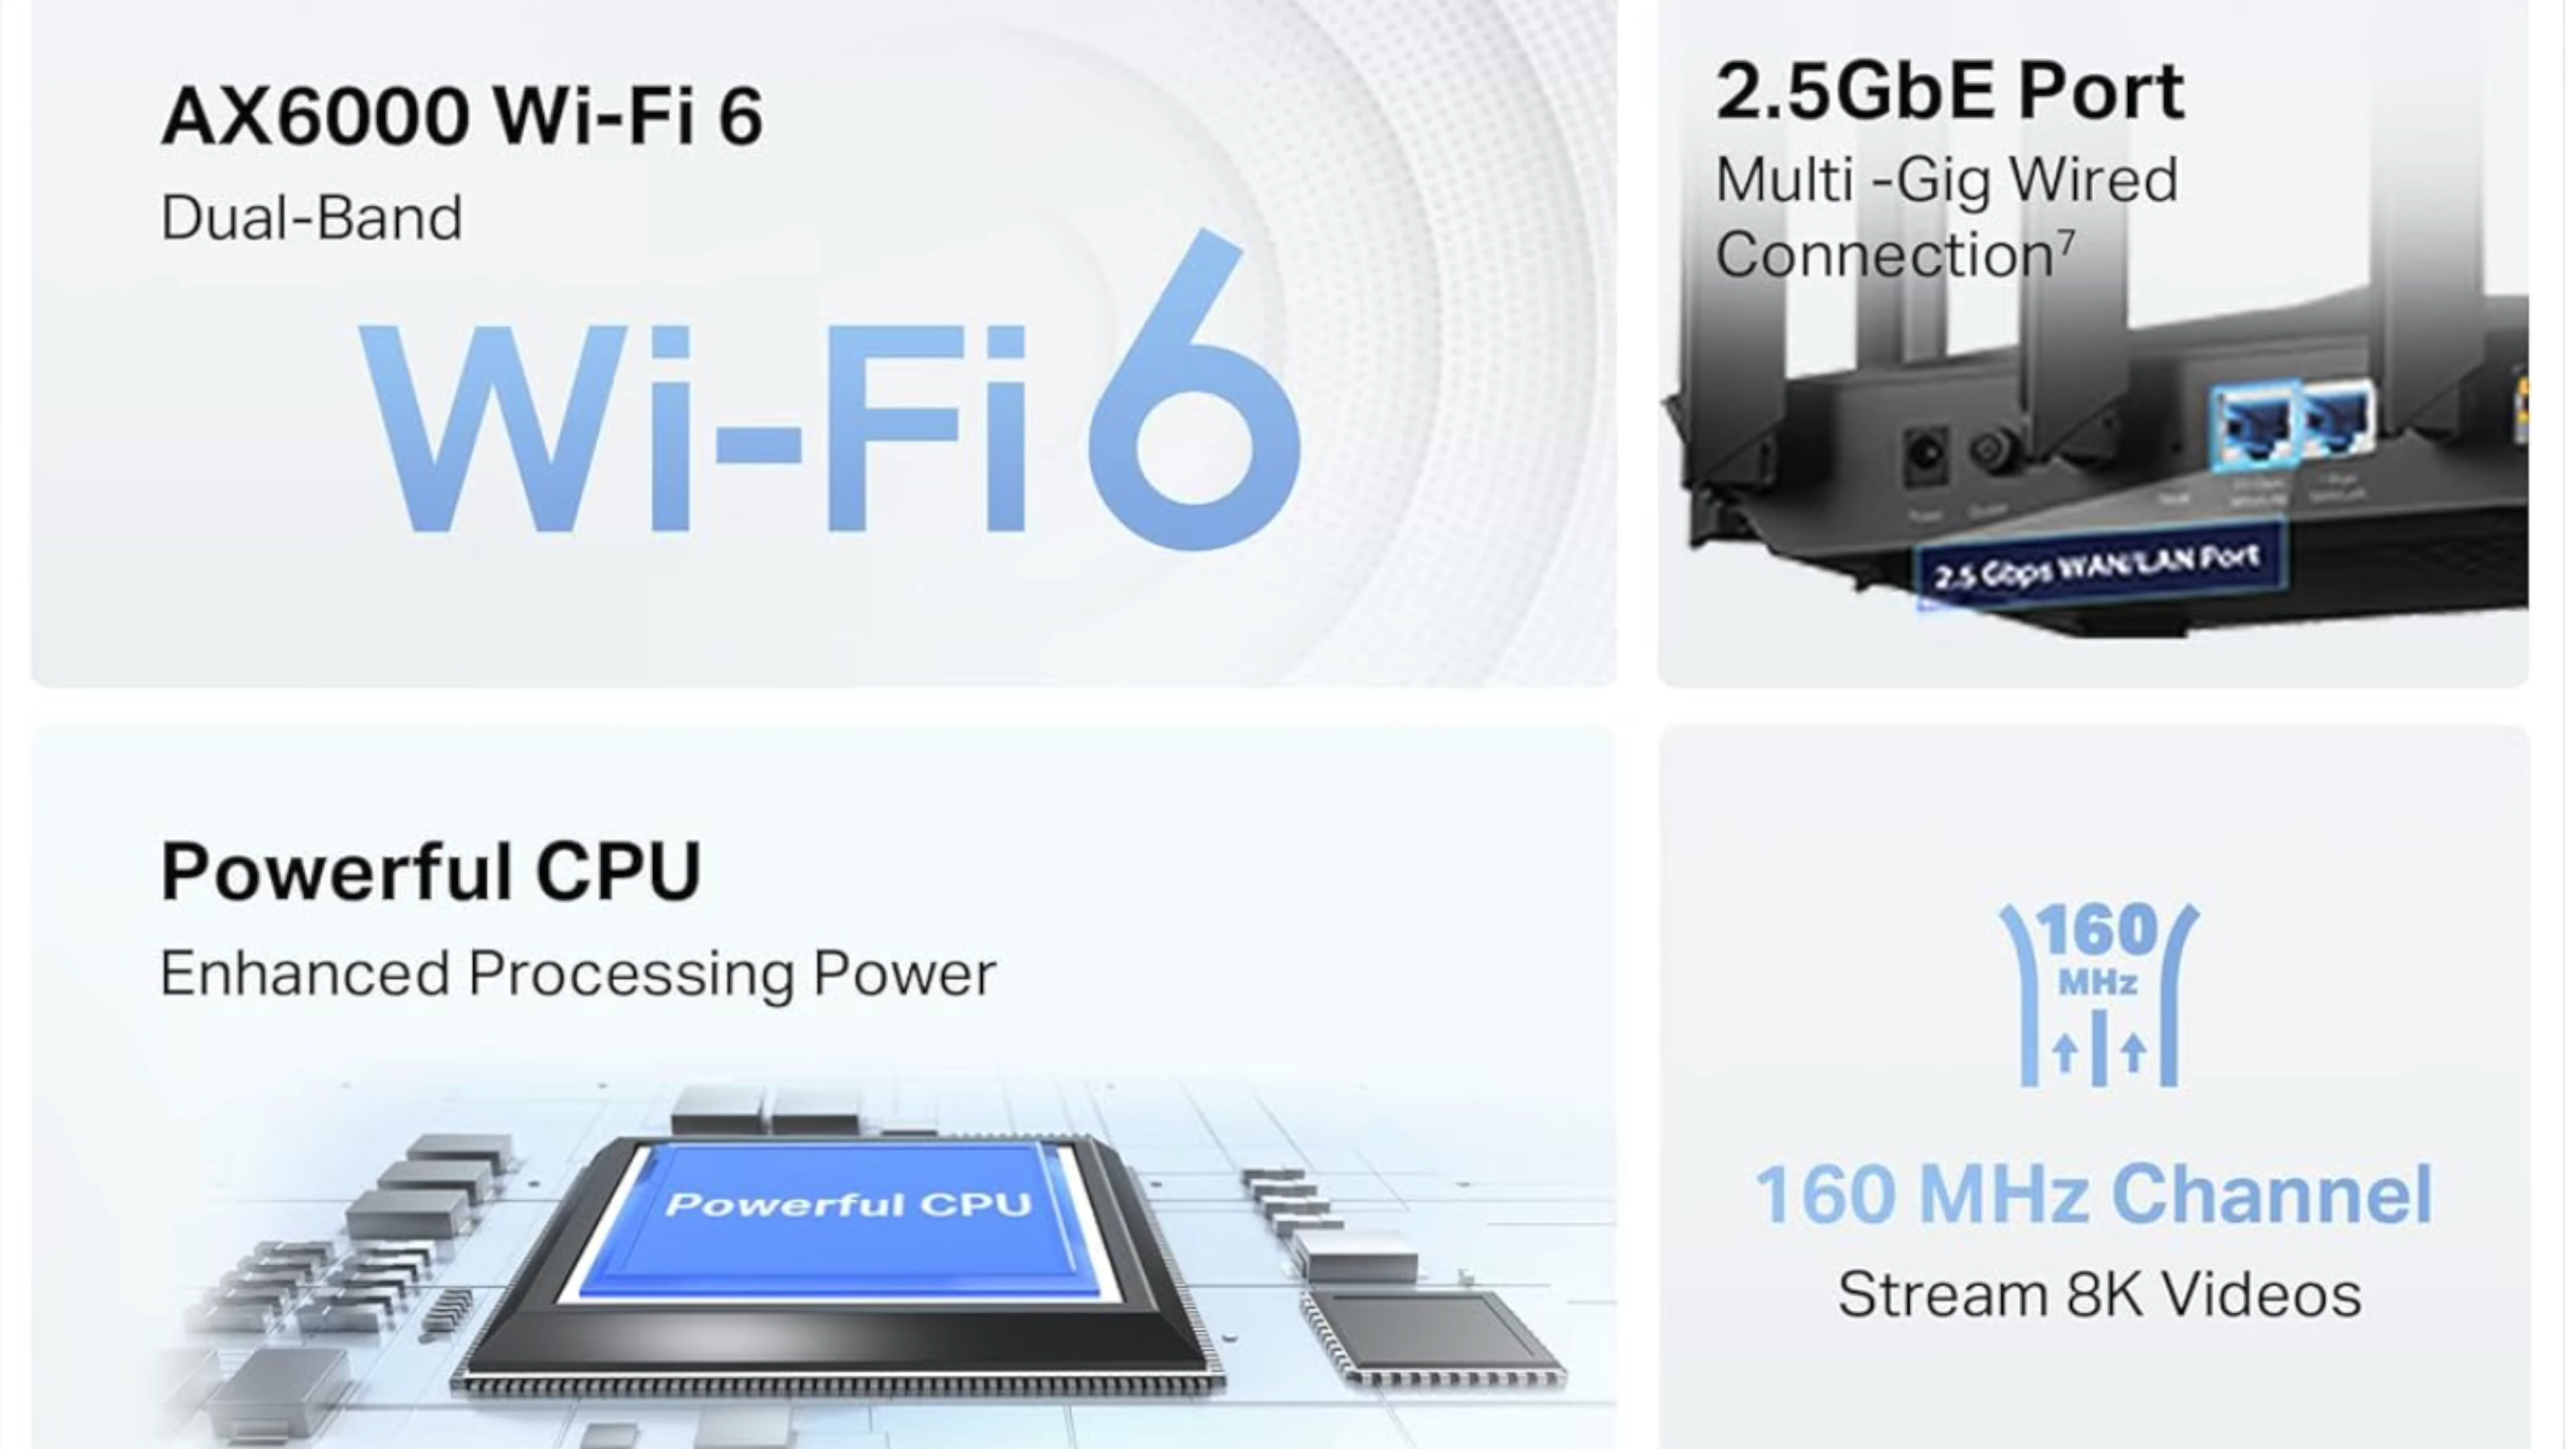 AX6000 Wi-Fi 6
Dual-Band
Wi-Fi 6
2.5GbE Port
Multi -Gig Wired
Connection⁷
2.5 Gbps WAN/LAN Port
Powerful CPU
Enhanced Processing Power
Powerful CPU
160
MHz
160 MHz Channel
Stream 8K Videos